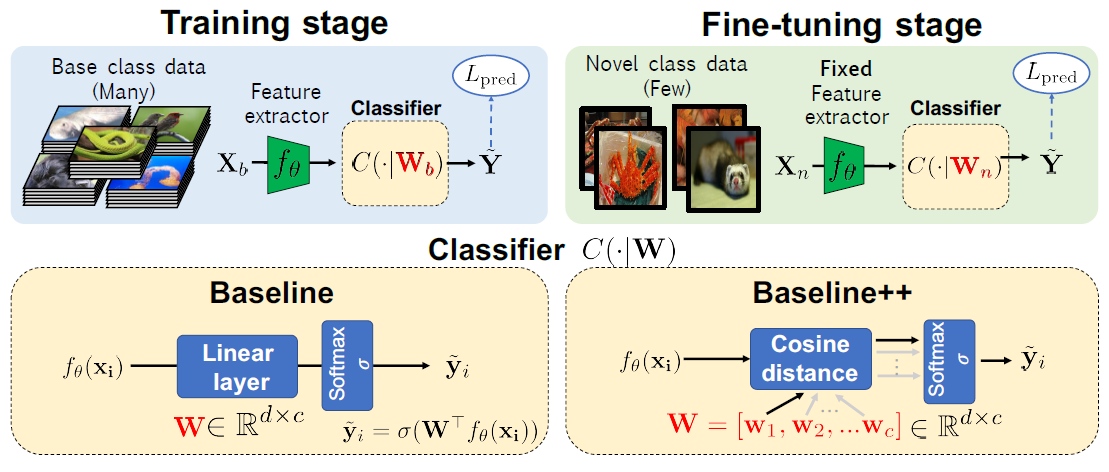 Training stage
Base class data
(Many)
Feature
extractor
Classifier
L_pred
X_b
f_θ
C(·|W_b)
Ỹ
Fine-tuning stage
Novel class data
(Few)
Fixed
Feature
extractor
Classifier
L_pred
X_n
f_θ
C(·|W_n)
Ỹ
Classifier C(·|W)
Baseline
f_θ(x_i)
Linear
layer
Softmax
σ
ỹ_i
W ∈ ℝ^{d×c}
ỹ_i = σ(W^⊤ f_θ(x_i))
Baseline++
f_θ(x_i)
Cosine
distance
⋮
Softmax
σ
ỹ_i
...
W = [w_1, w_2, ...w_c] ∈ ℝ^{d×c}